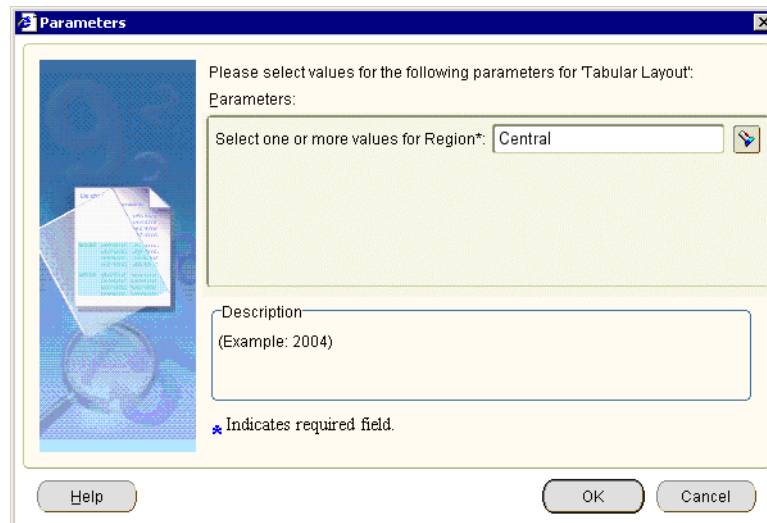 Parameters
Please select values for the following parameters for 'Tabular Layout':
Parameters:
Select one or more values for Region*: Central
Description
(Example: 2004)
* Indicates required field.
Help OK Cancel